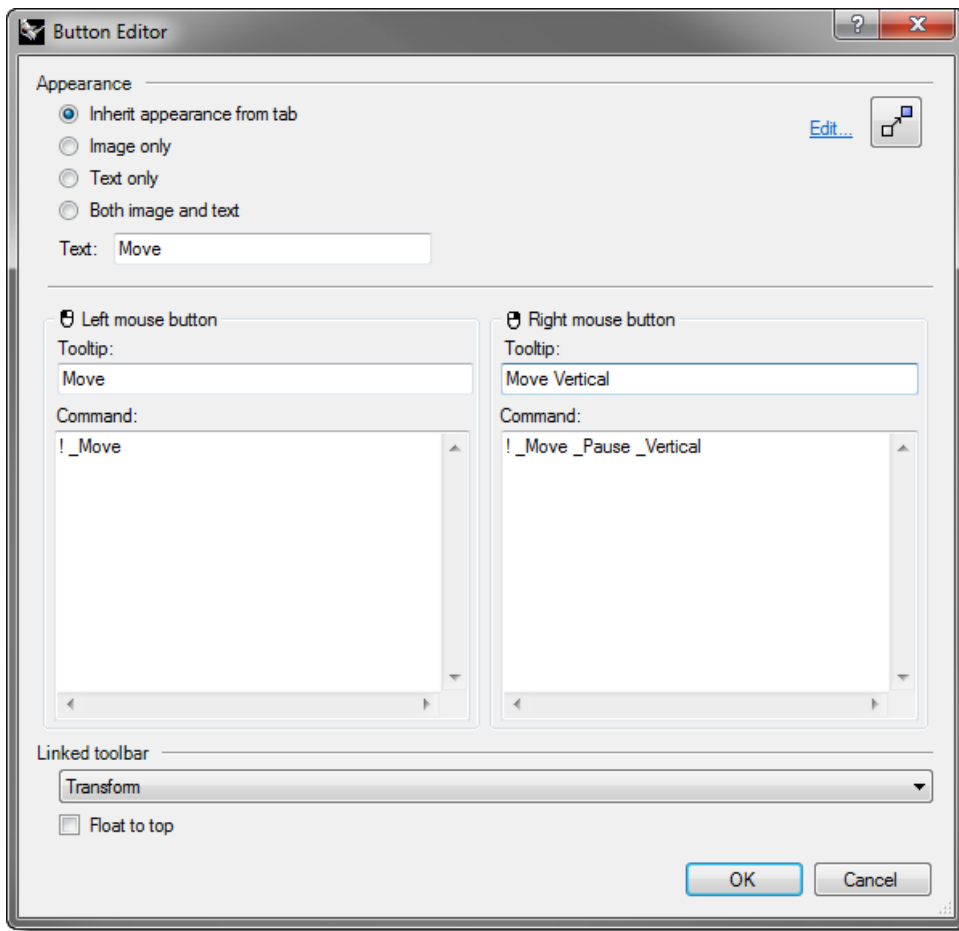 Button Editor
Appearance
Inherit appearance from tab
Edit...
Image only
Text only
Both image and text
Text: Move
Left mouse button
Tooltip:
Move
Command:
! _Move
Right mouse button
Tooltip:
Move Vertical
Command:
! _Move _Pause _Vertical
Linked toolbar
Transform
Float to top
OK
Cancel